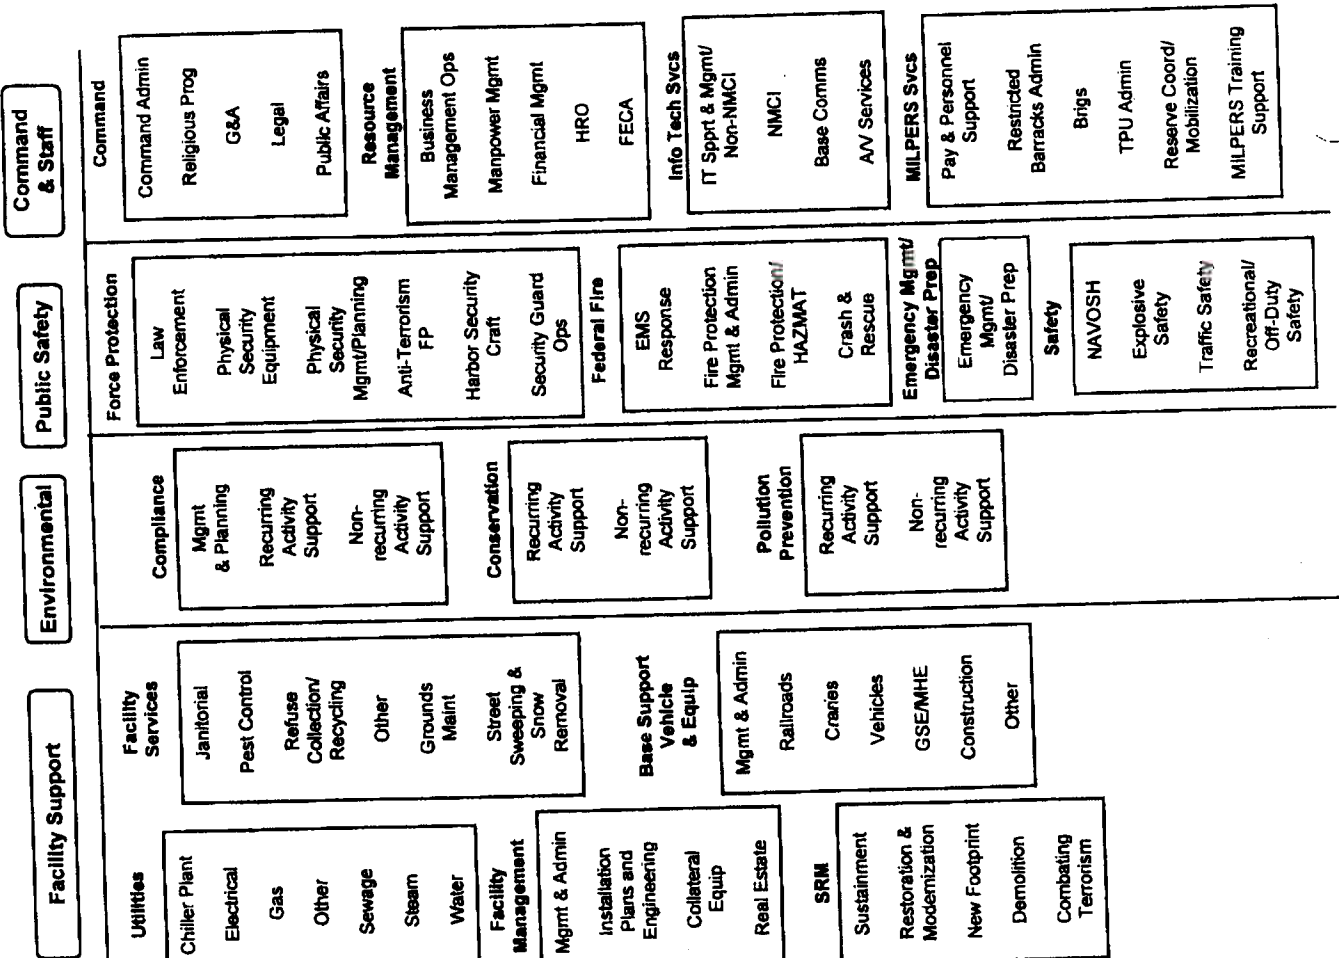 Facility Support
Environmental
Public Safety
Command
& Staff
Utilities
Chiller Plant
Electrical
Gas
Other
Sewage
Steam
Water
Facility
Management
Mgmt & Admin
Installation
Plans and
Engineering
Collateral
Equip
Real Estate
SRM
Sustainment
Restoration &
Modernization
New Footprint
Demolition
Combating
Terrorism
Facility
Services
Janitorial
Pest Control
Refuse
Collection/
Recycling
Other
Grounds
Maint
Street
Sweeping &
Snow
Removal
Base Support
Vehicle
& Equip
Mgmt & Admin
Railroads
Cranes
Vehicles
GSE/MHE
Construction
Other
Compliance
Mgmt
& Planning
Recurring
Activity
Support
Non-
recurring
Activity
Support
Conservation
Recurring
Activity
Support
Non-
recurring
Activity
Support
Pollution
Prevention
Recurring
Activity
Support
Non-
recurring
Activity
Support
Force Protection
Law
Enforcement
Physical
Security
Equipment
Physical
Security
Mgmt/Planning
Anti-Terrorism
FP
Harbor Security
Craft
Security Guard
Ops
Federal Fire
EMS
Response
Fire Protection
Mgmt & Admin
Fire Protection/
HAZMAT
Crash &
Rescue
Emergency Mgmt/
Disaster Prep
Emergency
Mgmt/
Disaster Prep
Safety
NAVOSH
Explosive
Safety
Traffic Safety
Recreational/
Off-Duty
Safety
Command
Command Admin
Religious Prog
G&A
Legal
Public Affairs
Resource
Management
Business
Management Ops
Manpower Mgmt
Financial Mgmt
HRO
FECA
Info Tech Svcs
IT Spprt & Mgmt/
Non-NMCI
NMCI
Base Comms
A/V Services
MILPERS Svcs
Pay & Personnel
Support
Restricted
Barracks Admin
Brigs
TPU Admin
Reserve Coord/
Mobilization
MILPERS Training
Support